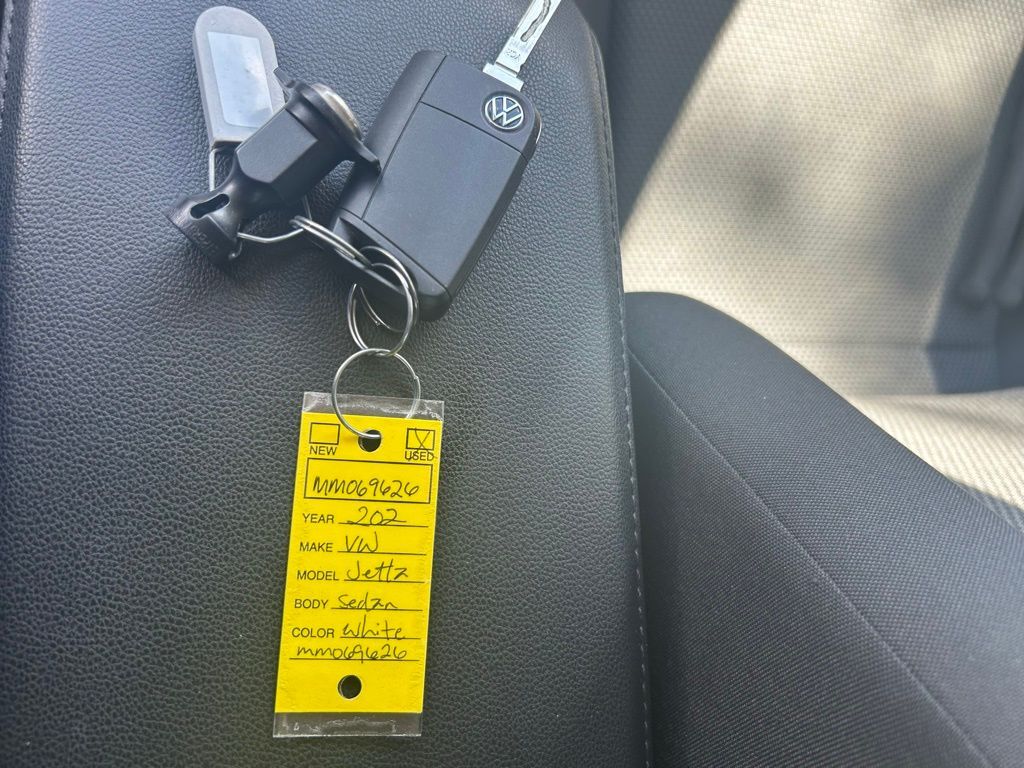 NEW USED
MM069626
YEAR 202
MAKE VW
MODEL Jetta
BODY Sedan
COLOR White
MM069626